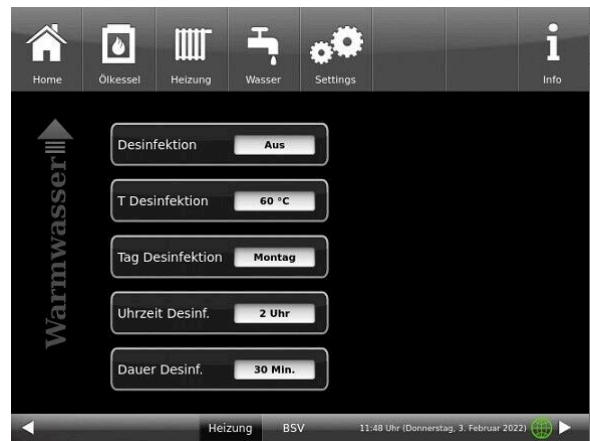 Home Ölkessel Heizung Wasser Settings Info
Warmwasser
Desinfektion Aus
T Desinfektion 60 °C
Tag Desinfektion Montag
Uhrzeit Desinf. 2 Uhr
Dauer Desinf. 30 Min.
Heizung BSV 11:48 Uhr (Donnerstag, 3. Februar 2022)